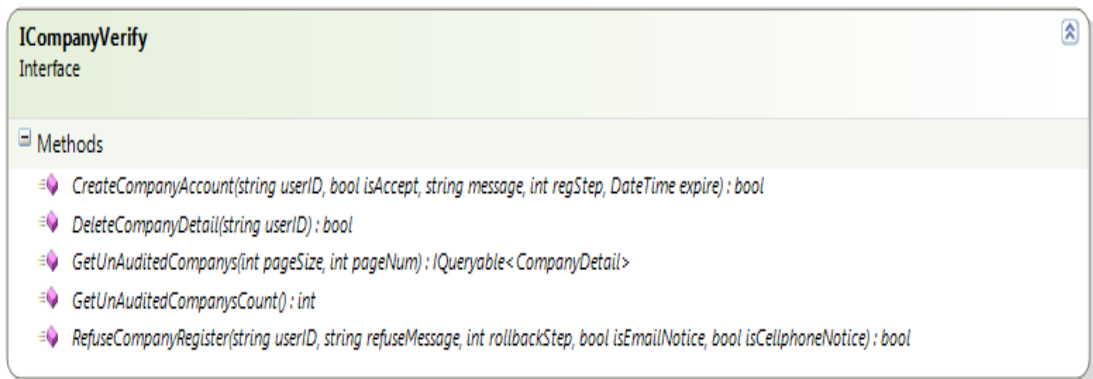 ICompanyVerify
Interface
Methods
CreateCompanyAccount(string userID, bool isAccept, string message, int regStep, DateTime expire) : bool
DeleteCompanyDetail(string userID) : bool
GetUnAuditedCompanys(int pageSize, int pageNum) : IQueryable<CompanyDetail>
GetUnAuditedCompanysCount() : int
RefuseCompanyRegister(string userID, string refuseMessage, int rollbackStep, bool isEmailNotice, bool isCellphoneNotice) : bool